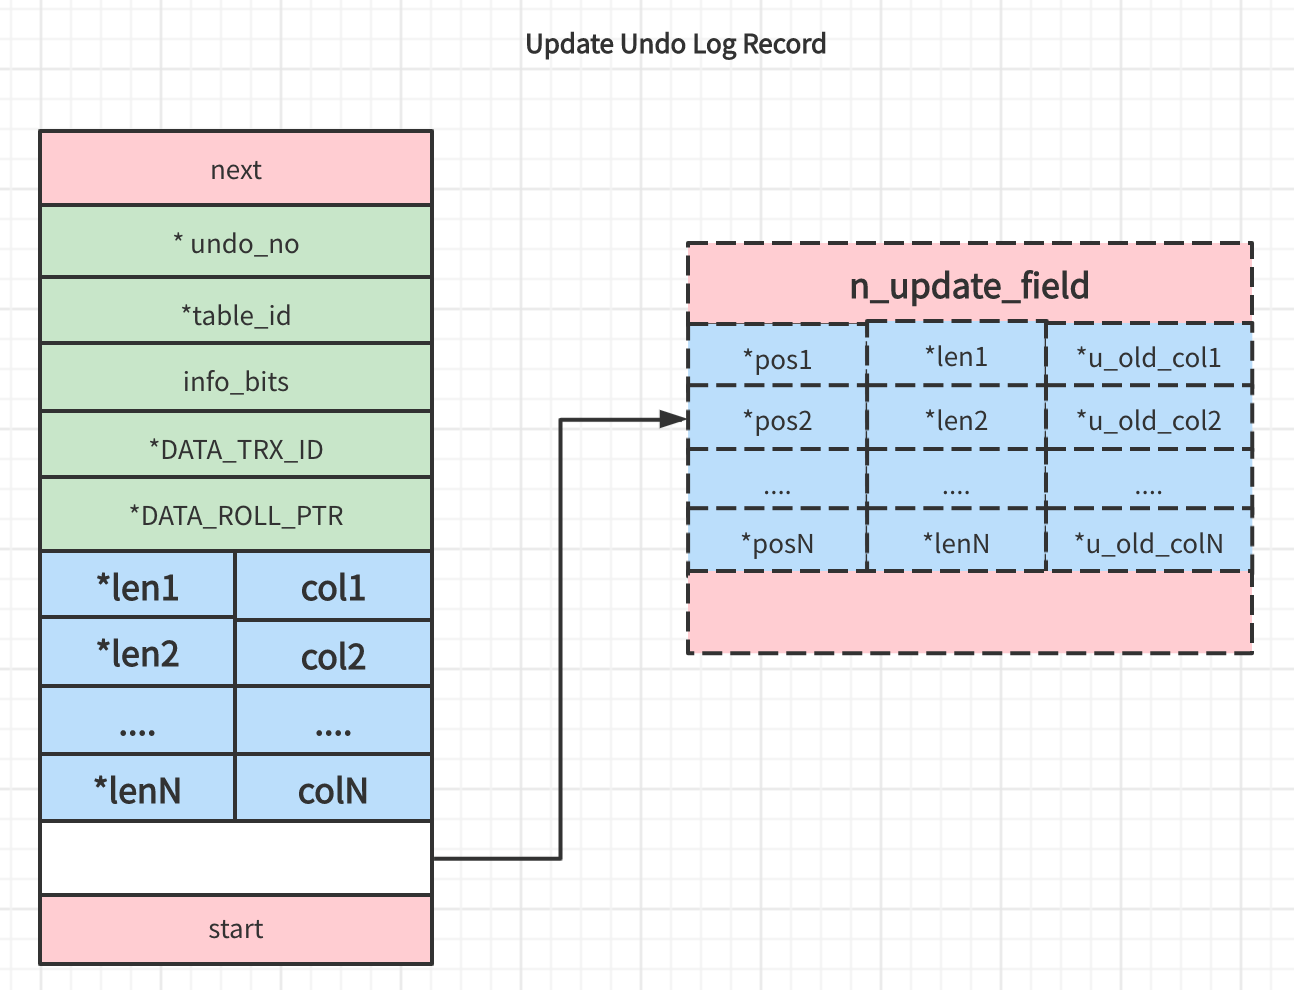 Update Undo Log Record
next
* undo_no
*table_id
info_bits
*DATA_TRX_ID
*DATA_ROLL_PTR
*len1 col1
*len2 col2
.... ....
*lenN colN
start
n_update_field
*pos1 *len1 *u_old_col1
*pos2 *len2 *u_old_col2
.... .... ....
*posN *lenN *u_old_colN